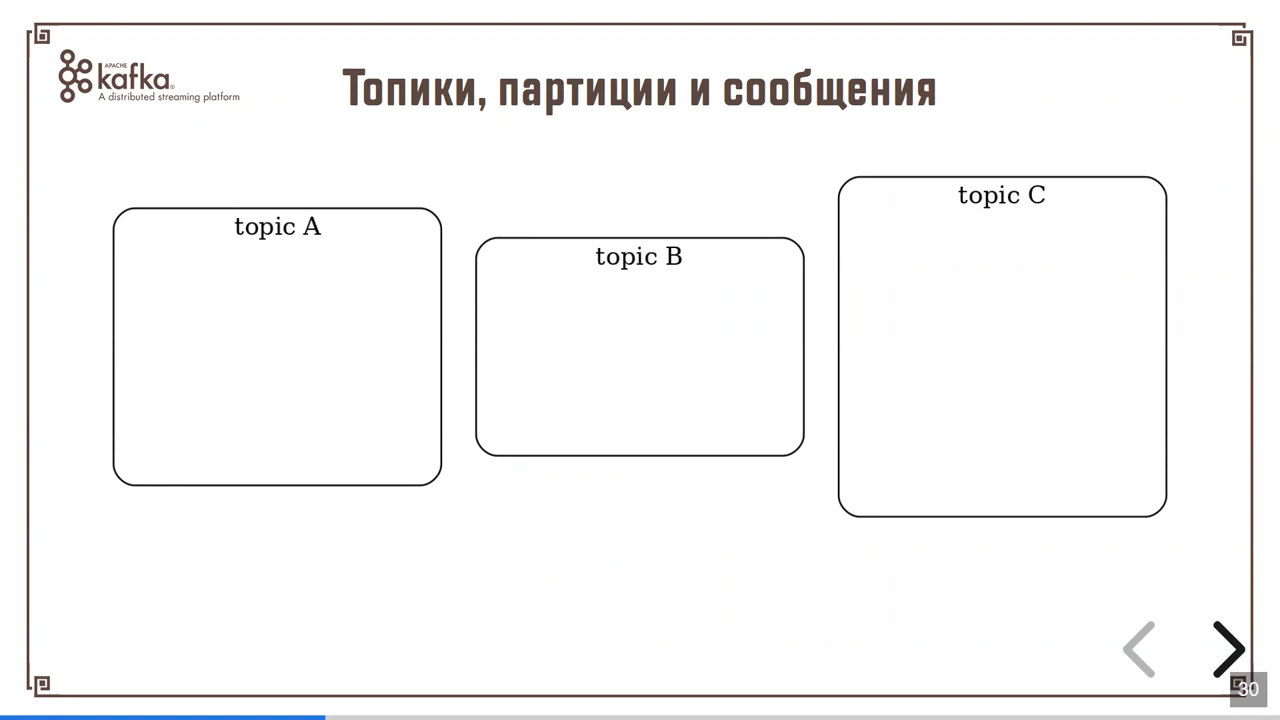 APACHE
kafka®
A distributed streaming platform
Топики, партиции и сообщения
topic A
topic B
topic C
30